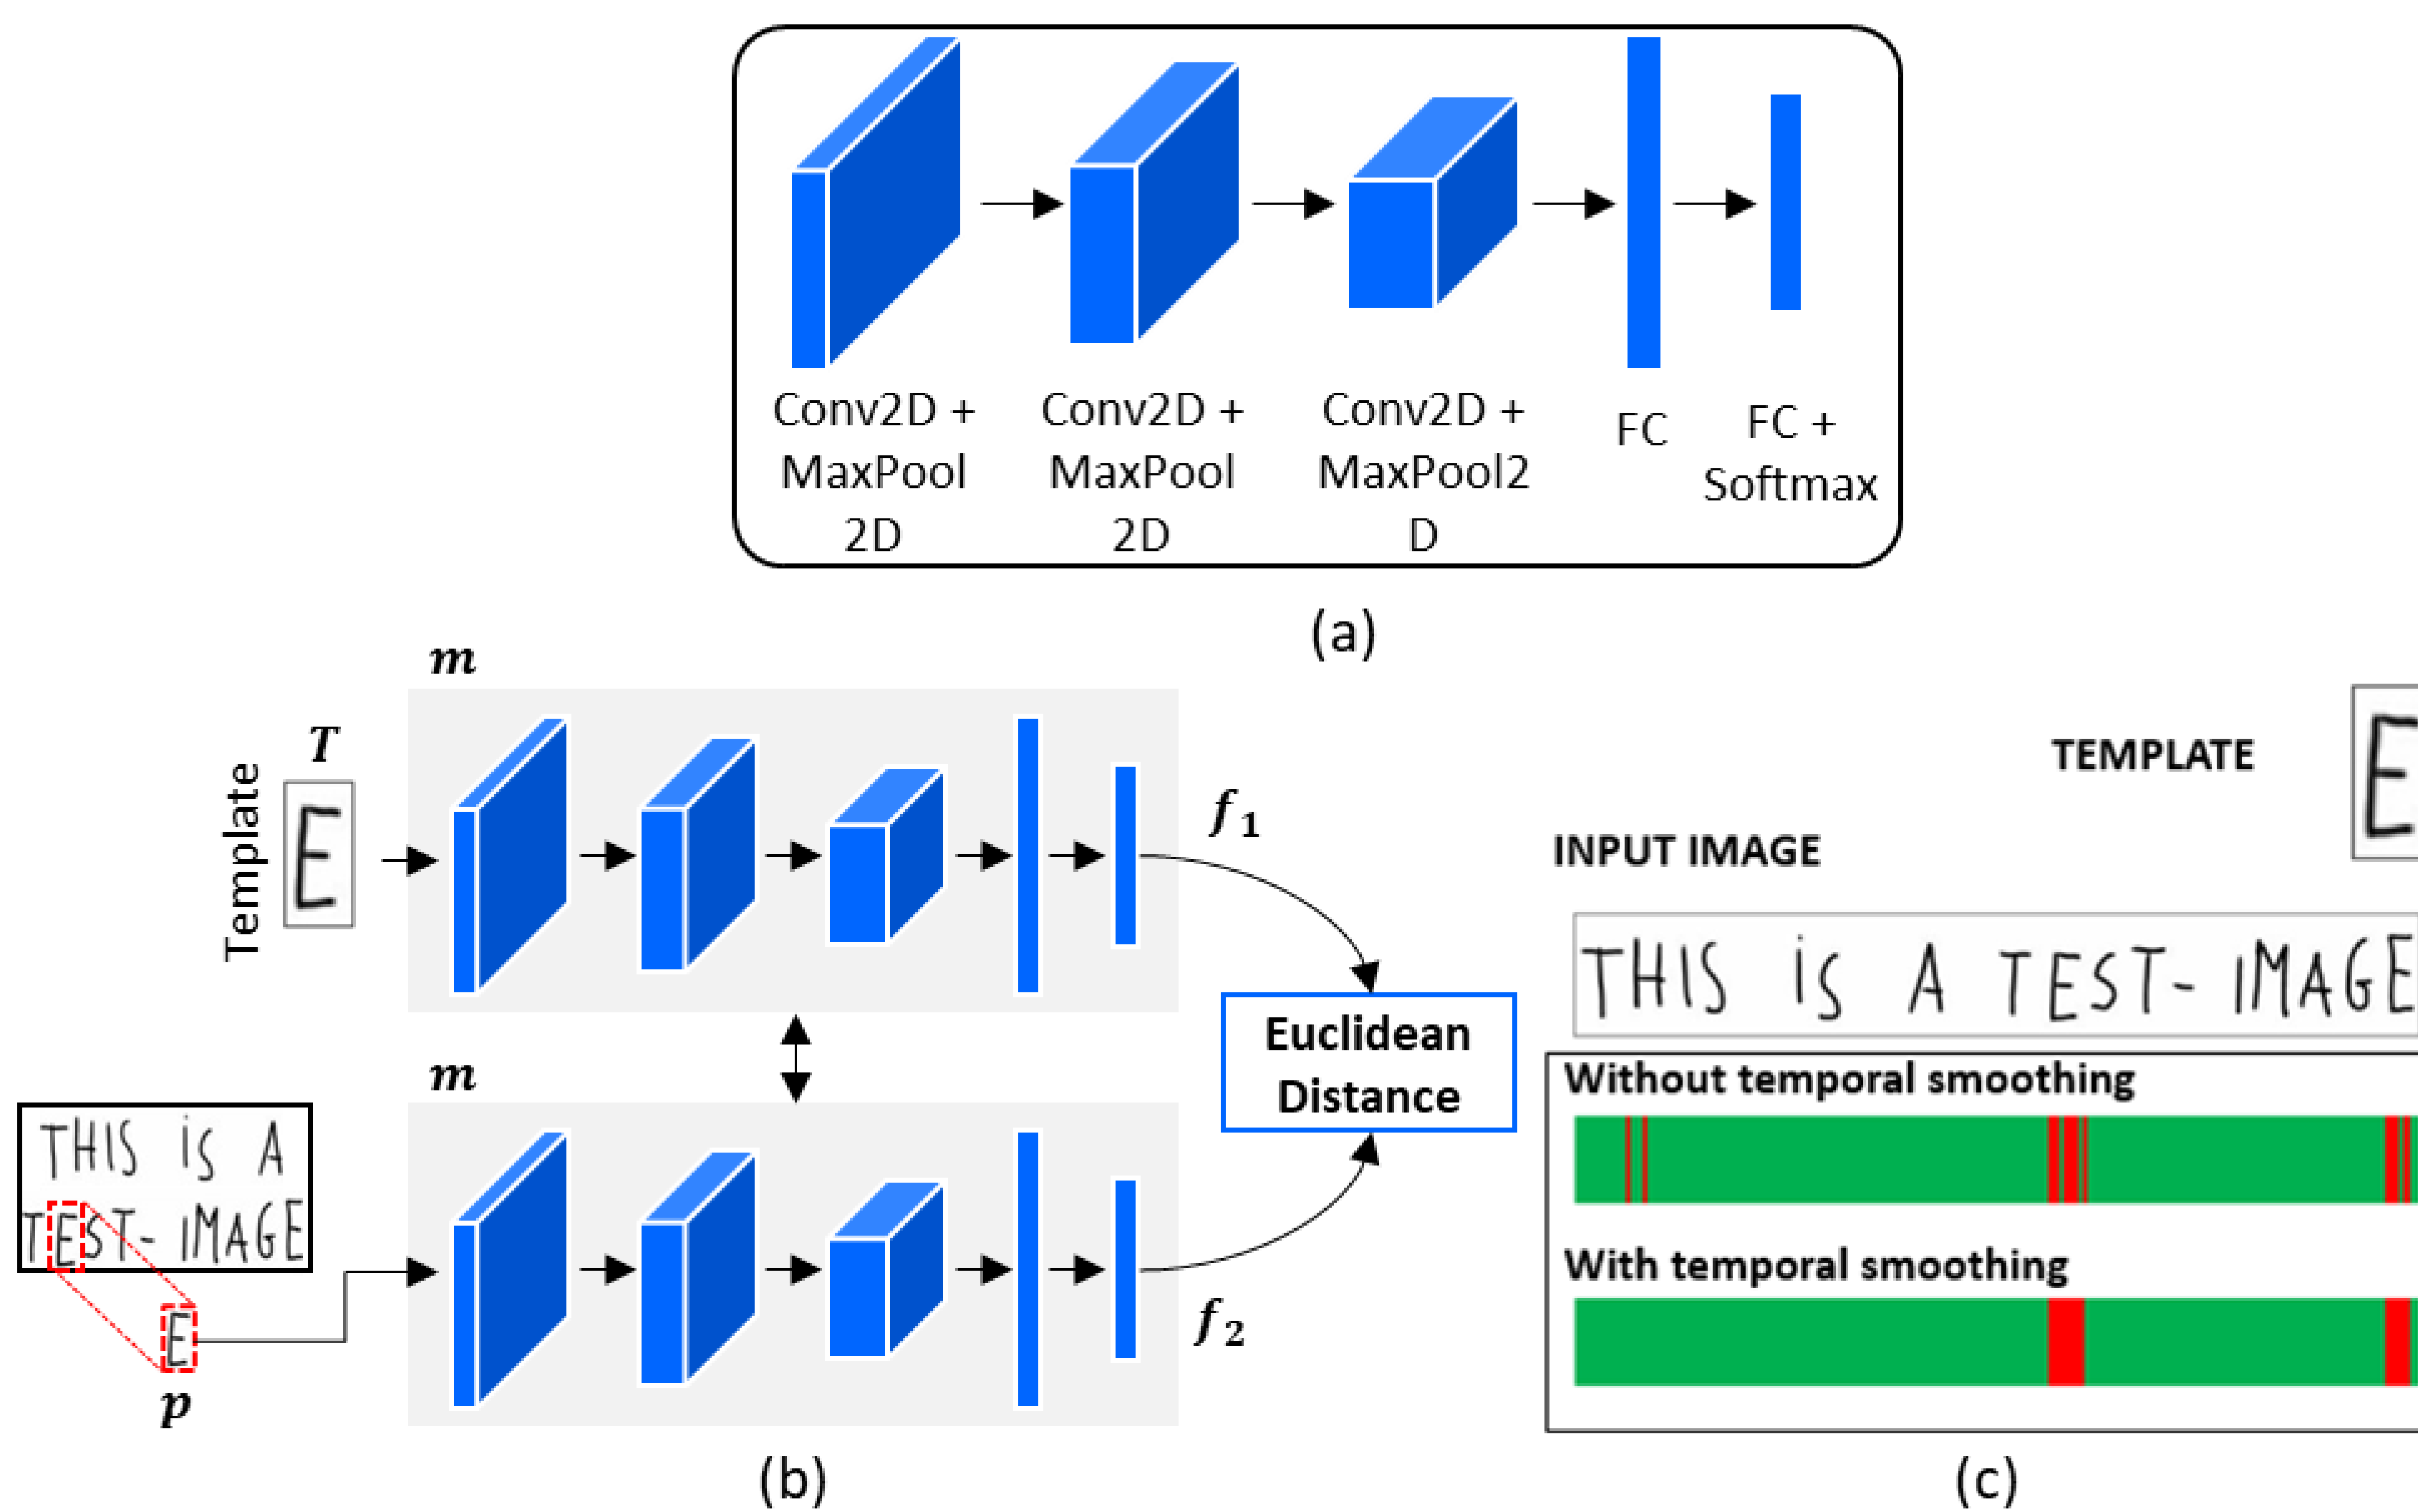 Conv2D +
MaxPool
2D
Conv2D +
MaxPool
2D
Conv2D +
MaxPool2
D
FC
FC +
Softmax
(a)
m
T
Template
E
f1
Euclidean
Distance
m
THIS iS A
TEST- IMAGE
E
p
f2
(b)
TEMPLATE
E
INPUT IMAGE
THIS iS A TEST- IMAGE
Without temporal smoothing
With temporal smoothing
(c)